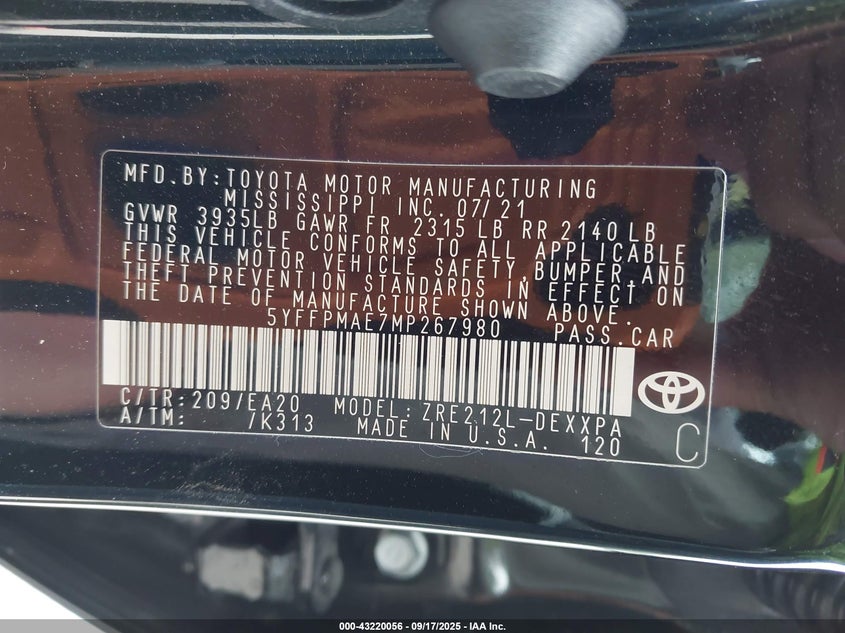 MFD.BY:TOYOTA MOTOR MANUFACTURING
MISSISSIPPI INC. 07/21
GVWR 3935LB GAWR FR 2315 LB RR 2140 LB
THIS VEHICLE CONFORMS TO ALL APPLICABLE
FEDERAL MOTOR VEHICLE SAFETY,BUMPER AND
THEFT PREVENTION STANDARDS IN EFFECT ON
THE DATE OF MANUFACTURE SHOWN ABOVE.
5YFFPMAE7MP267980 PASS.CAR
C/TR:209/EA20 MODEL: ZRE212L-DEXXPA
A/TM: /K313 MADE IN U.S.A. 120
C
000-43220056 - 09/17/2025 - IAA Inc.